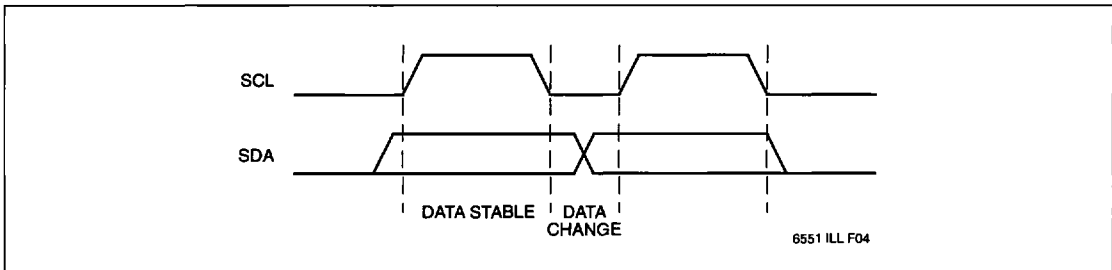 SCL
SDA
DATA STABLE
DATA CHANGE
6551 ILL F04